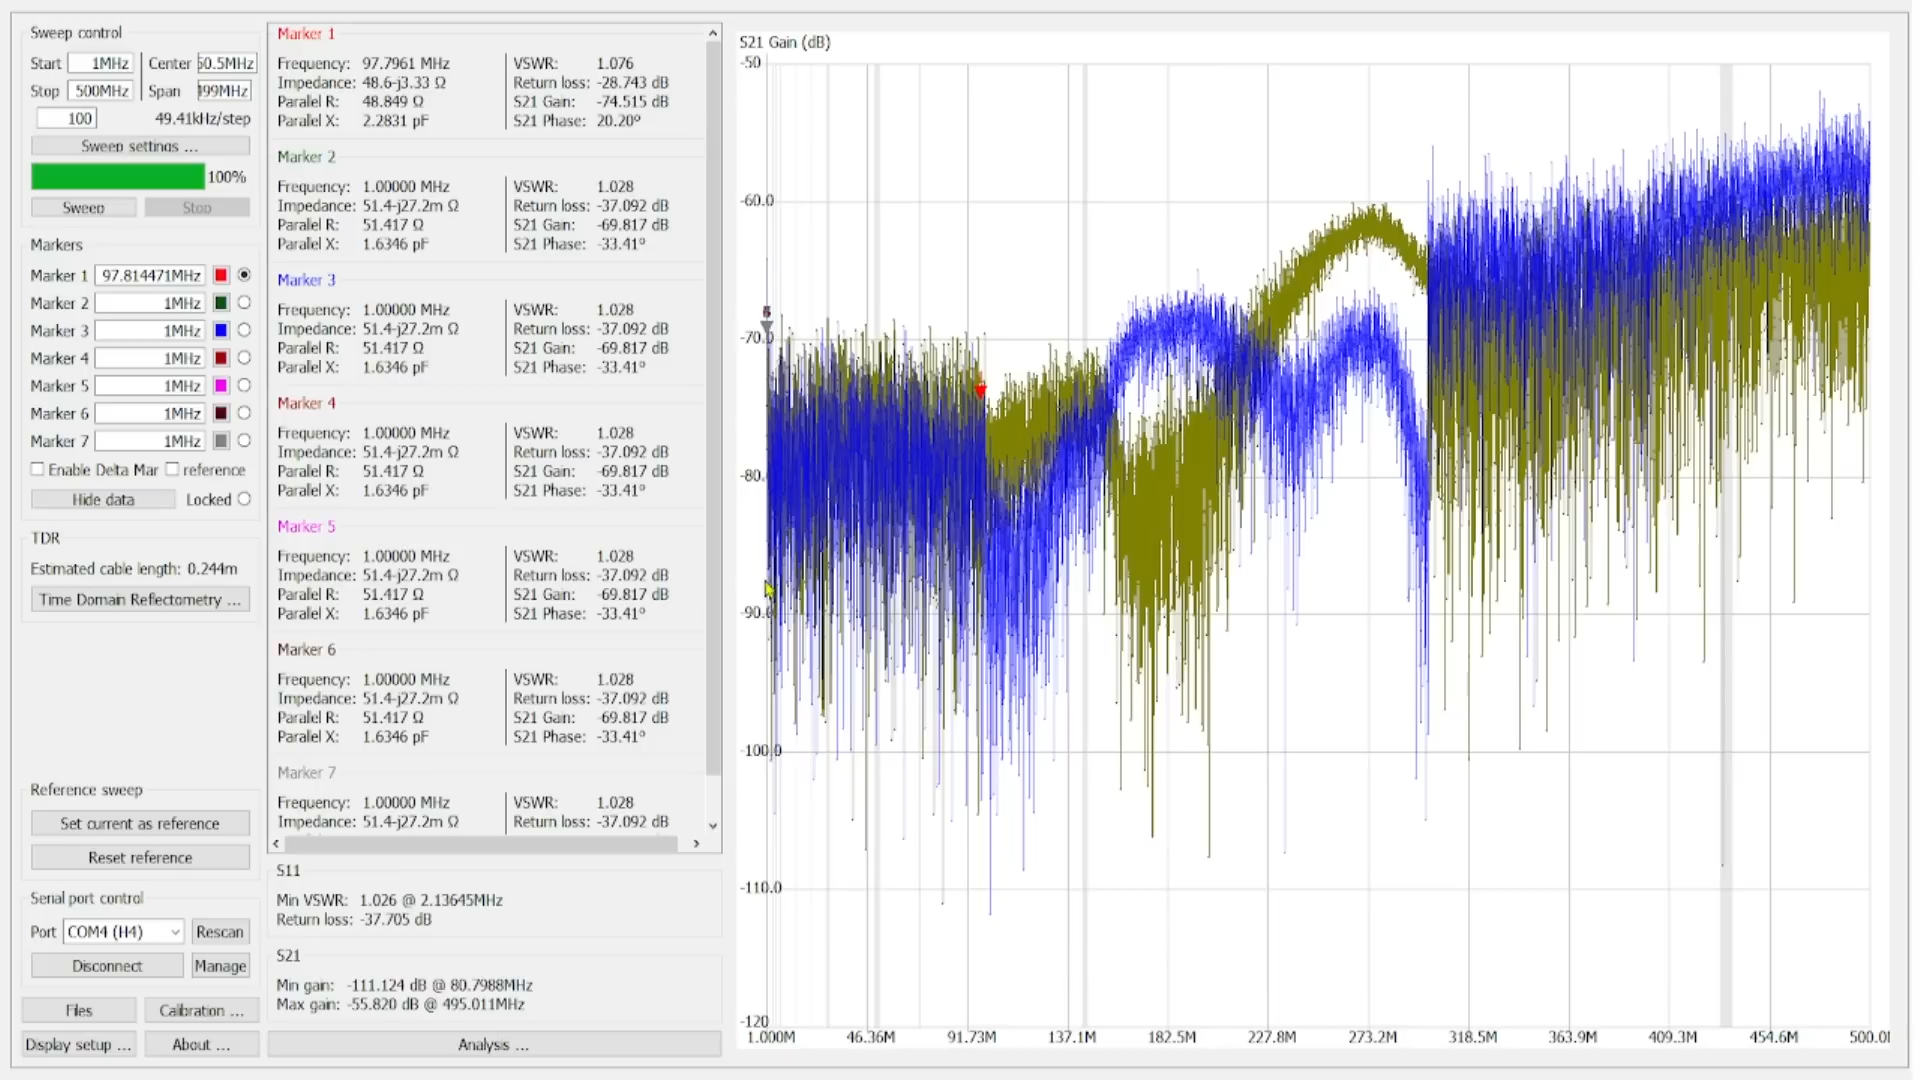 Sweep control
Start 1MHz Center 50.5MHz
Stop 500MHz Span 499MHz
100 49.41kHz/step
Sweep settings ...
100%
Sweep Stop
Markers
Marker 1 97.814471MHz
Marker 2 1MHz
Marker 3 1MHz
Marker 4 1MHz
Marker 5 1MHz
Marker 6 1MHz
Marker 7 1MHz
Enable Delta Mar reference
Hide data Locked
TDR
Estimated cable length: 0.244m
Time Domain Reflectometry ...
Reference sweep
Set current as reference
Reset reference
Serial port control
Port COM4 (H4) Rescan
Disconnect Manage
Files Calibration ...
Display setup ... About ...
Marker 1
Frequency: 97.7961 MHz VSWR: 1.076
Impedance: 48.6-j3.33 Ω Return loss: -28.743 dB
Parallel R: 48.849 Ω S21 Gain: -74.515 dB
Parallel X: 2.2831 pF S21 Phase: 20.20°
Marker 2
Frequency: 1.00000 MHz VSWR: 1.028
Impedance: 51.4-j27.2m Ω Return loss: -37.092 dB
Parallel R: 51.417 Ω S21 Gain: -69.817 dB
Parallel X: 1.6346 pF S21 Phase: -33.41°
Marker 3
Frequency: 1.00000 MHz VSWR: 1.028
Impedance: 51.4-j27.2m Ω Return loss: -37.092 dB
Parallel R: 51.417 Ω S21 Gain: -69.817 dB
Parallel X: 1.6346 pF S21 Phase: -33.41°
Marker 4
Frequency: 1.00000 MHz VSWR: 1.028
Impedance: 51.4-j27.2m Ω Return loss: -37.092 dB
Parallel R: 51.417 Ω S21 Gain: -69.817 dB
Parallel X: 1.6346 pF S21 Phase: -33.41°
Marker 5
Frequency: 1.00000 MHz VSWR: 1.028
Impedance: 51.4-j27.2m Ω Return loss: -37.092 dB
Parallel R: 51.417 Ω S21 Gain: -69.817 dB
Parallel X: 1.6346 pF S21 Phase: -33.41°
Marker 6
Frequency: 1.00000 MHz VSWR: 1.028
Impedance: 51.4-j27.2m Ω Return loss: -37.092 dB
Parallel R: 51.417 Ω S21 Gain: -69.817 dB
Parallel X: 1.6346 pF S21 Phase: -33.41°
Marker 7
Frequency: 1.00000 MHz VSWR: 1.028
Impedance: 51.4-j27.2m Ω Return loss: -37.092 dB
S11
Min VSWR: 1.026 @ 2.13645MHz
Return loss: -37.705 dB
S21
Min gain: -111.124 dB @ 80.7988MHz
Max gain: -55.820 dB @ 495.011MHz
Analysis ...
S21 Gain (dB)
-50
-60.0
-70.0
-80.0
-90.0
-100.0
-110.0
-120
1.000M 46.36M 91.73M 137.1M 182.5M 227.8M 273.2M 318.5M 363.9M 409.3M 454.6M 500.0